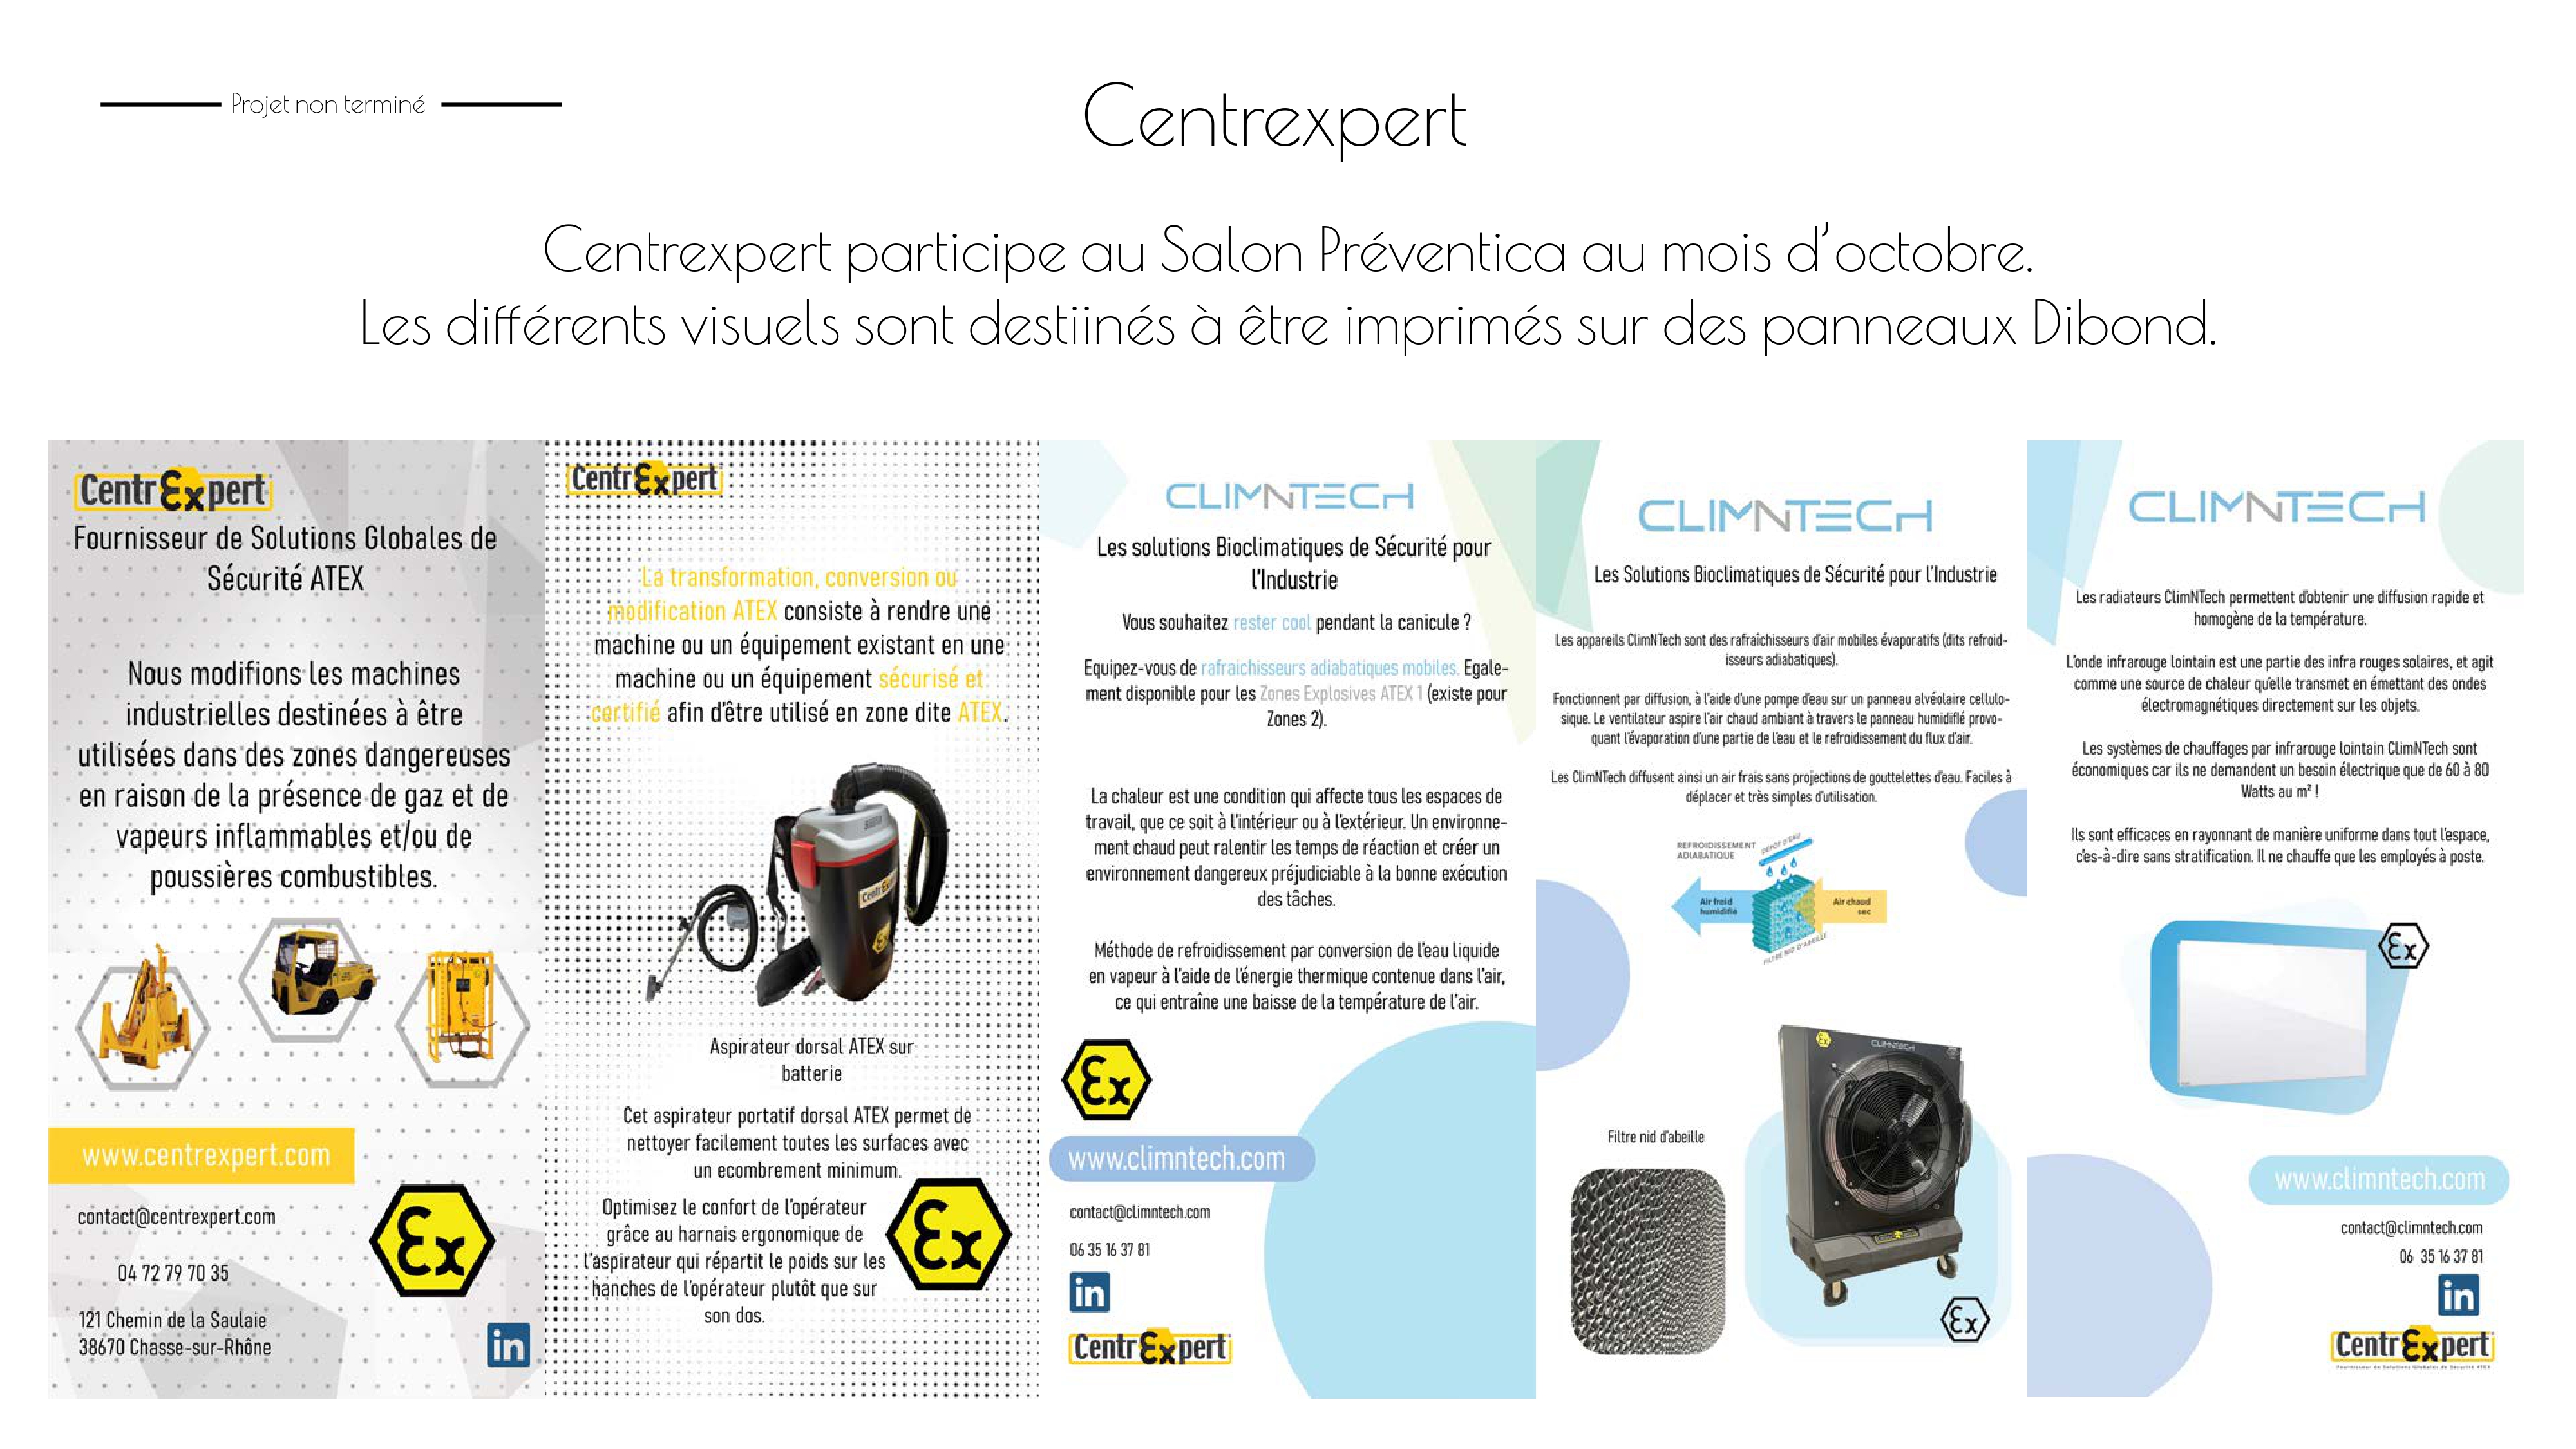 Projet non terminé
Centrexpert
Centrexpert participe au Salon Préventica au mois d'octobre.
Les différents visuels sont destiinés à être imprimés sur des panneaux Dibond.
CentrExpert
Fournisseur de Solutions Globales de
Sécurité ATEX
Nous modifions les machines
industrielles destinées à être
utilisées dans des zones dangereuses
en raison de la présence de gaz et de
vapeurs inflammables et/ou de
poussières combustibles.
www.centrexpert.com
contact@centrexpert.com
04 72 79 70 35
121 Chemin de la Saulaie
38670 Chasse-sur-Rhône
Ex
in
CentrExpert
La transformation, conversion ou
modification ATEX consiste à rendre une
machine ou un équipement existant en une
machine ou un équipement sécurisé et
certifié afin d'être utilisé en zone dite ATEX.
CentrExpert
Aspirateur dorsal ATEX sur
batterie
Cet aspirateur portatif dorsal ATEX permet de
nettoyer facilement toutes les surfaces avec
un ecombrement minimum.
Optimisez le confort de l'opérateur
grâce au harnais ergonomique de
l'aspirateur qui répartit le poids sur les
hanches de l'opérateur plutôt que sur
son dos.
Ex
CLIMNTECH
Les solutions Bioclimatiques de Sécurité pour
l'Industrie
Vous souhaitez rester cool pendant la canicule ?
Equipez-vous de rafraichisseurs adiabatiques mobiles. Egale-
ment disponible pour les Zones Explosives ATEX 1 (existe pour
Zones 2).
La chaleur est une condition qui affecte tous les espaces de
travail, que ce soit à l'intérieur ou à l'extérieur. Un environne-
ment chaud peut ralentir les temps de réaction et créer un
environnement dangereux préjudiciable à la bonne exécution
des tâches.
Méthode de refroidissement par conversion de l'eau liquide
en vapeur à l'aide de l'énergie thermique contenue dans l'air,
ce qui entraîne une baisse de la température de l'air.
Ex
www.climntech.com
contact@climntech.com
06 35 16 37 81
in
CentrExpert
CLIMNTECH
Les Solutions Bioclimatiques de Sécurité pour l'Industrie
Les appareils ClimNTech sont des rafraîchisseurs d'air mobiles évaporatifs (dits refroid-
isseurs adiabatiques).
Fonctionnent par diffusion, à l'aide d'une pompe d'eau sur un panneau alvéolaire cellulo-
sique. Le ventilateur aspire l'air chaud ambiant à travers le panneau humidiflé provo-
quant l'évaporation d'une partie de l'eau et le refroidissement du flux d'air.
Les ClimNTech diffusent ainsi un air frais sans projections de gouttelettes d'eau. Faciles à
déplacer et très simples d'utilisation.
REFROIDISSEMENT
ADIABATIQUE
DÉPÔT D'EAU
Air froid
humidifié
Air chaud
sec
FILTRE NID D'ABEILLE
CLIMNTECH
Filtre nid d'abeille
Ex
CLIMNTECH
Les radiateurs ClimNTech permettent d'obtenir une diffusion rapide et
homogène de la température.
L'onde infrarouge lointain est une partie des infra rouges solaires, et agit
comme une source de chaleur qu'elle transmet en émettant des ondes
électromagnétiques directement sur les objets.
Les systèmes de chauffages par infrarouge lointain ClimNTech sont
économiques car ils ne demandent un besoin électrique que de 60 à 80
Watts au m² !
Ils sont efficaces en rayonnant de manière uniforme dans tout l'espace,
c'es-à-dire sans stratification. Il ne chauffe que les employés à poste.
Ex
www.climntech.com
contact@climntech.com
06 35 16 37 81
in
CentrExpert
Fournisseur de Solutions Globales de Sécurité ATEX